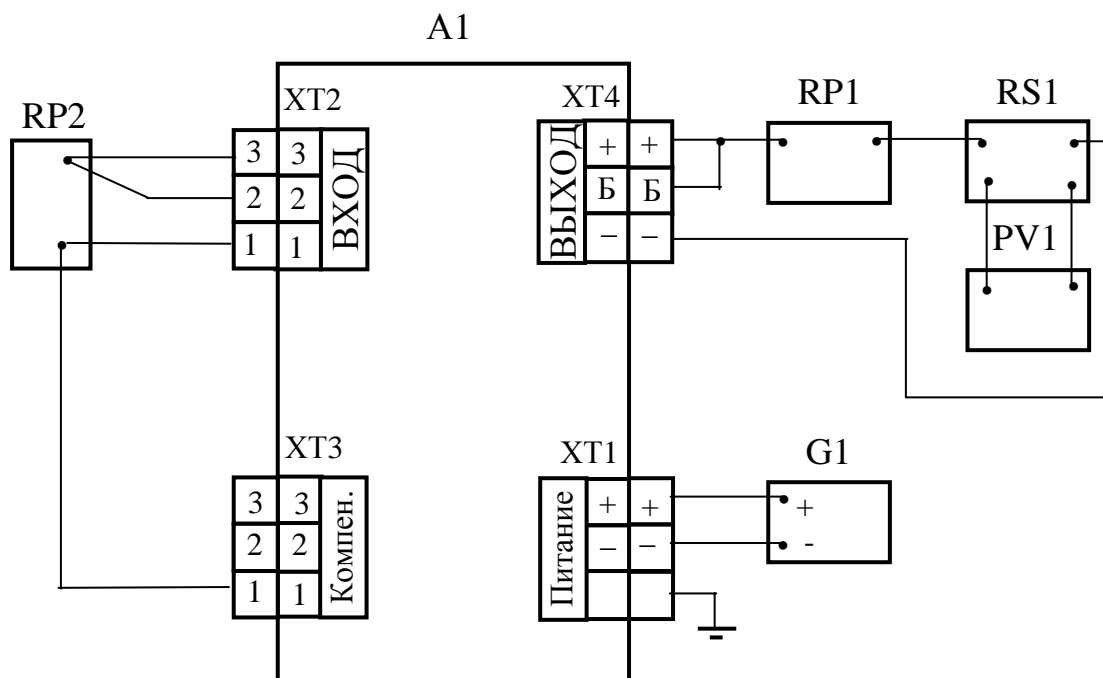 A1
RP2
XT2
3 3
2 2
1 1
ВХОД
XT4
ВЫХОД
+ +
Б Б
– –
RP1
RS1
PV1
XT3
3 3
2 2
1 1
Компен.
XT1
Питание
+ +
– –
G1
+
-